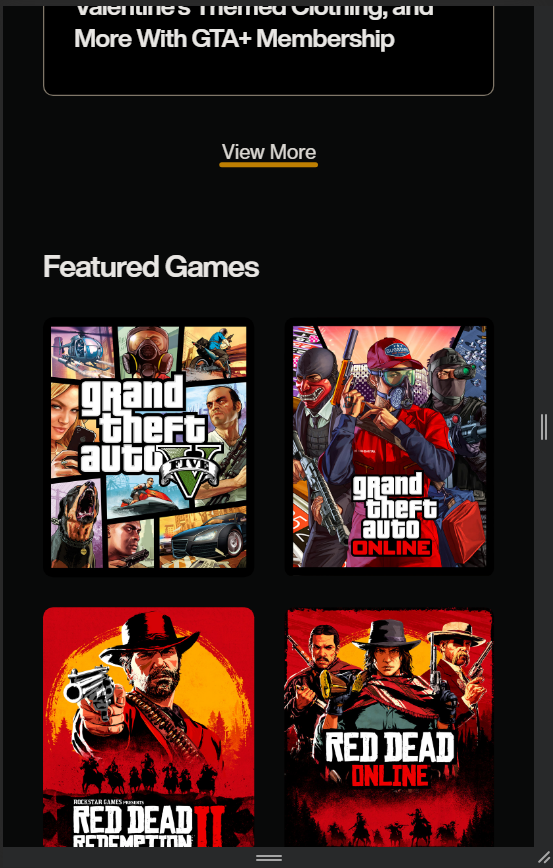 Valentine's Themed Clothing, and
More With GTA+ Membership
View More
Featured Games
grand
theft
auto
FIVE
grand
theft
auto
ONLINE
ROCKSTAR GAMES PRESENTS
RED DEAD
REDEMPTION II
RED DEAD
ONLINE